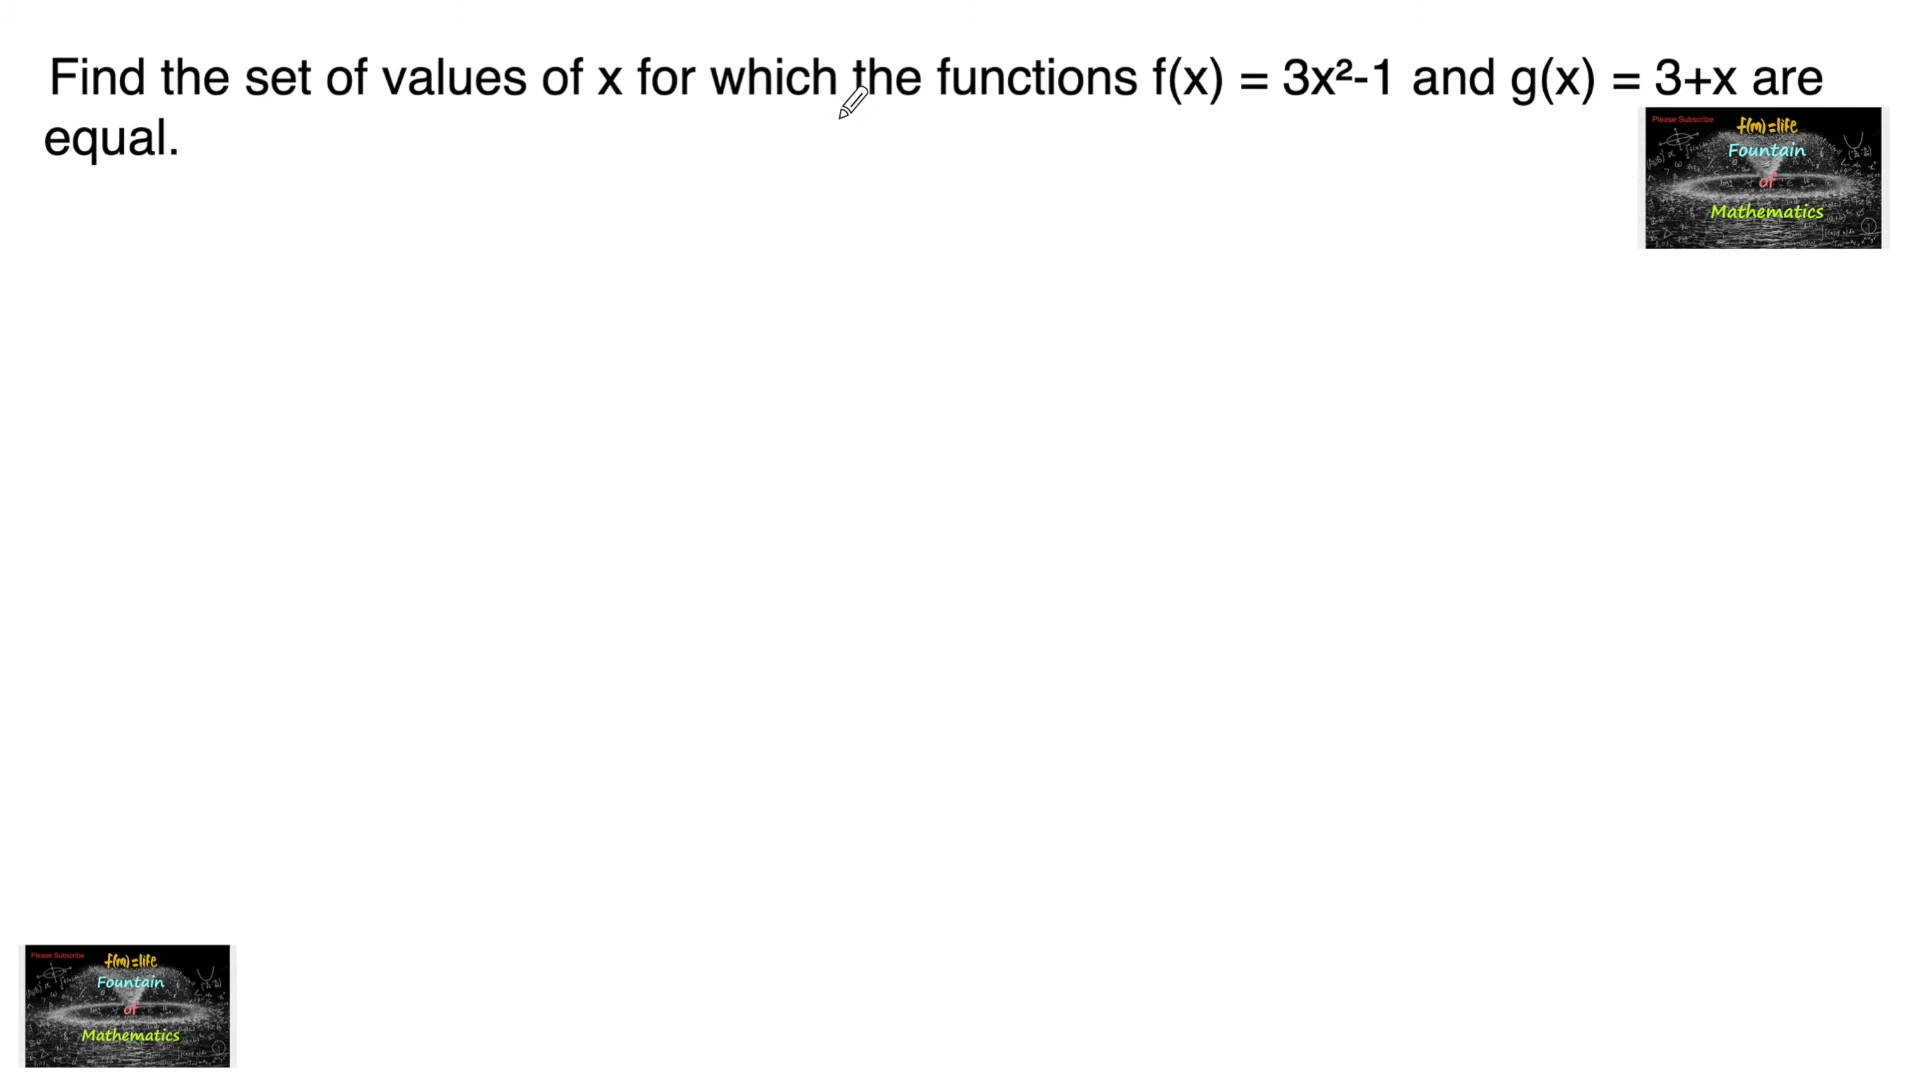 Find the set of values of x for which the functions f(x) = 3x²-1 and g(x) = 3+x are
equal.
Please Subscribe
f(m)=life
Fountain
of
Mathematics
Please Subscribe
f(m)=life
Fountain
of
Mathematics